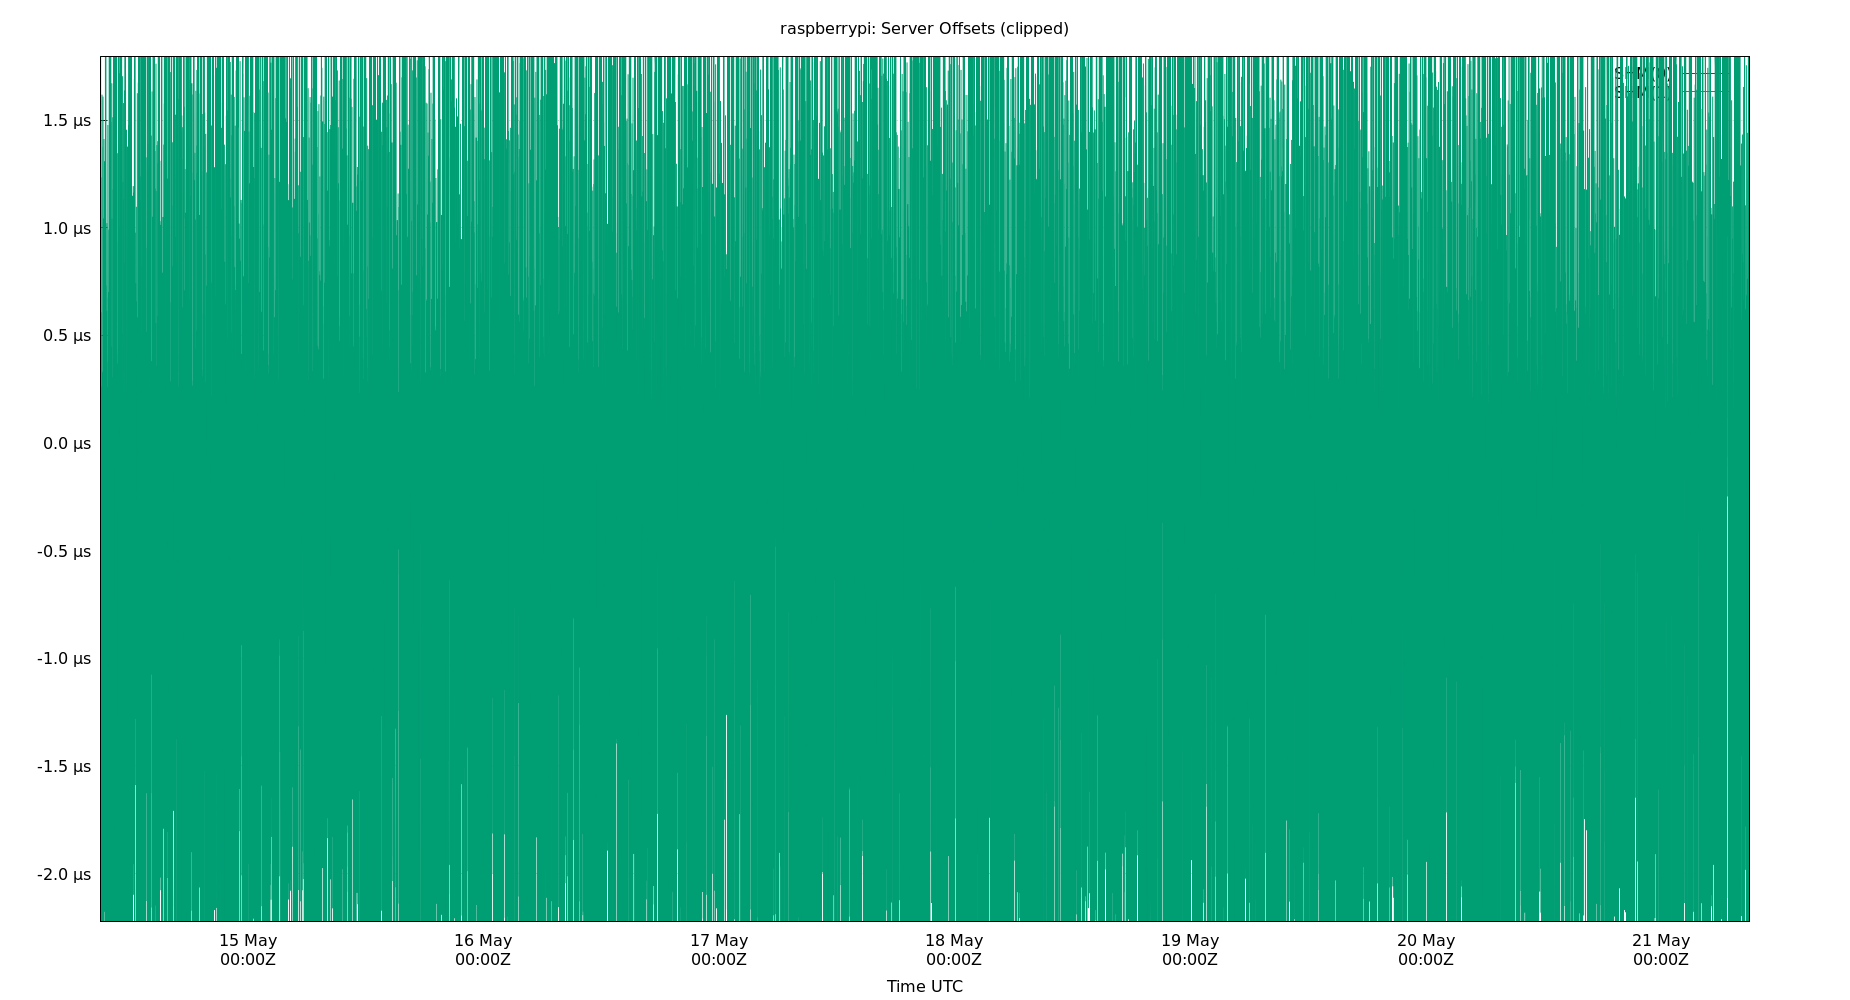 raspberrypi: Server Offsets (clipped)
1.5 µs
1.0 µs
0.5 µs
0.0 µs
-0.5 µs
-1.0 µs
-1.5 µs
-2.0 µs
15 May
00:00Z
16 May
00:00Z
17 May
00:00Z
18 May
00:00Z
19 May
00:00Z
20 May
00:00Z
21 May
00:00Z
Time UTC